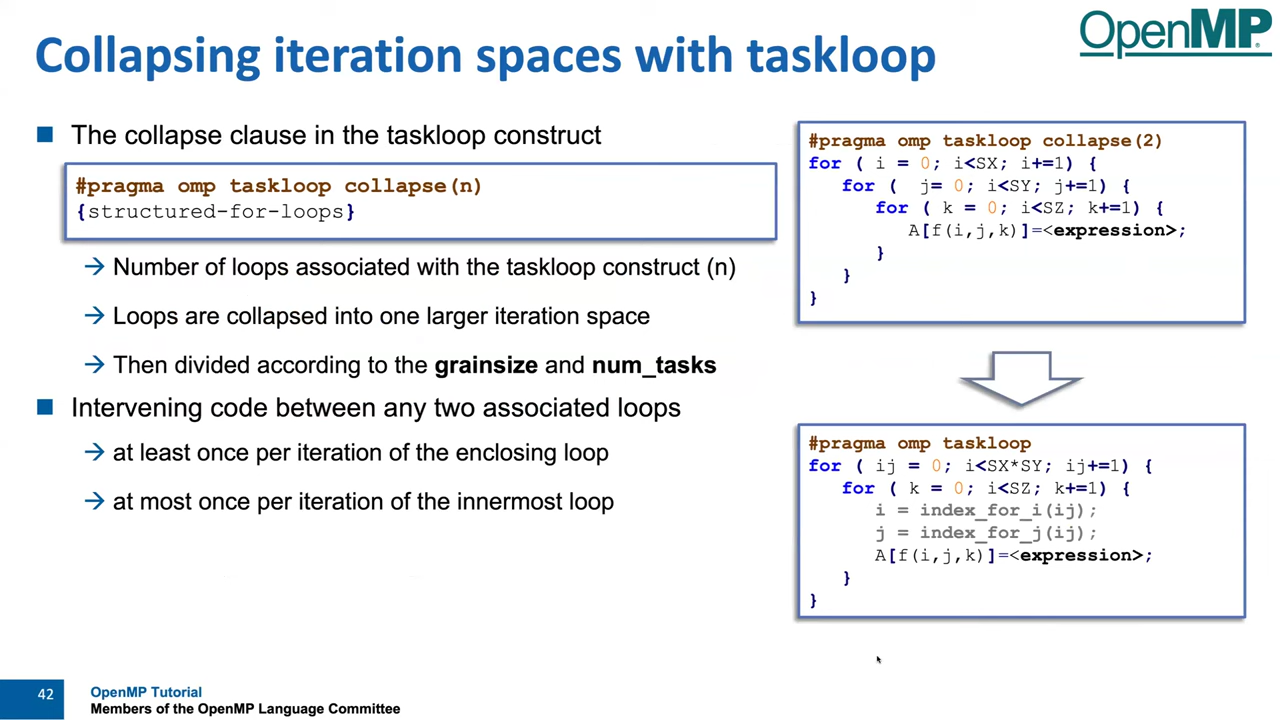 Collapsing iteration spaces with taskloop
OpenMP®
The collapse clause in the taskloop construct
#pragma omp taskloop collapse(n)
{structured-for-loops}
→ Number of loops associated with the taskloop construct (n)
→ Loops are collapsed into one larger iteration space
→ Then divided according to the grainsize and num_tasks
Intervening code between any two associated loops
→ at least once per iteration of the enclosing loop
→ at most once per iteration of the innermost loop
#pragma omp taskloop collapse(2)
for ( i = 0; i<SX; i+=1) {
for ( j= 0; i<SY; j+=1) {
for ( k = 0; i<SZ; k+=1) {
A[f(i,j,k)]=<expression>;
}
}
}
#pragma omp taskloop
for ( ij = 0; i<SX*SY; ij+=1) {
for ( k = 0; i<SZ; k+=1) {
i = index_for_i(ij);
j = index_for_j(ij);
A[f(i,j,k)]=<expression>;
}
}
42
OpenMP Tutorial
Members of the OpenMP Language Committee